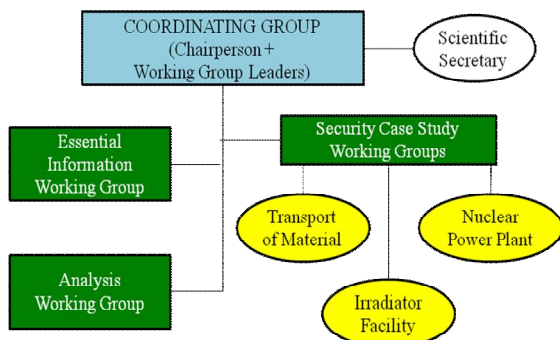 COORDINATING GROUP
(Chairperson +
Working Group Leaders)
Scientific
Secretary
Essential
Information
Working Group
Security Case Study
Working Groups
Transport
of Material
Nuclear
Power Plant
Analysis
Working Group
Irradiator
Facility